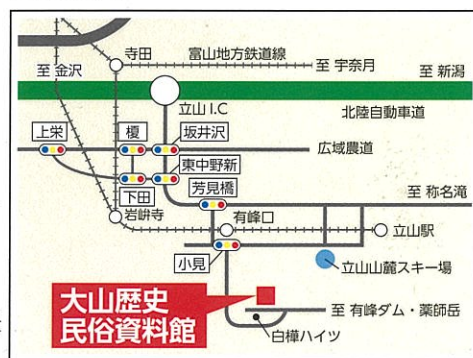 寺田
富山地方鉄道線
至 宇奈月
至 金沢
至 新潟
立山I.C
北陸自動車道
上栄
榎
坂井沢
広域農道
東中野新
下田
芳見橋
至 称名滝
岩峅寺
有峰口
立山駅
小見
立山山麓スキー場
大山歴史
民俗資料館
至 有峰ダム・薬師岳
白樺ハイツ